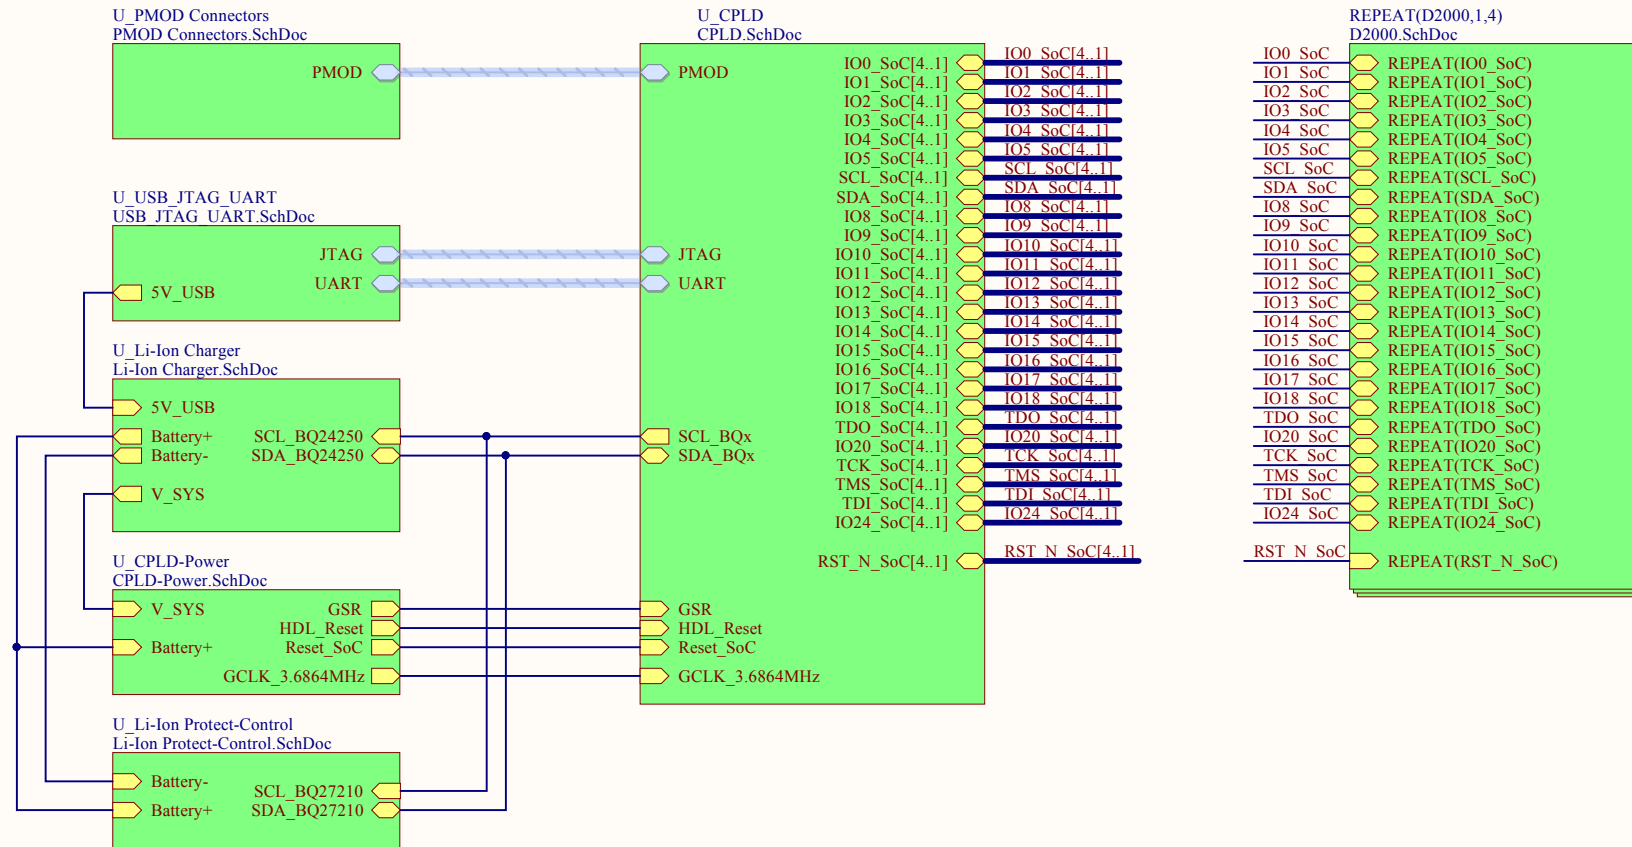 U_PMOD Connectors
PMOD Connectors.SchDoc
PMOD
U_USB_JTAG_UART
USB_JTAG_UART.SchDoc
JTAG
UART
5V_USB
U_Li-Ion Charger
Li-Ion Charger.SchDoc
5V_USB
Battery+ SCL_BQ24250
Battery- SDA_BQ24250
V_SYS
U_CPLD-Power
CPLD-Power.SchDoc
V_SYS GSR
HDL_Reset
Battery+ Reset_SoC
GCLK_3.6864MHz
U_Li-Ion Protect-Control
Li-Ion Protect-Control.SchDoc
Battery-
SCL_BQ27210
Battery+ SDA_BQ27210
U_CPLD
CPLD.SchDoc
PMOD
JTAG
UART
SCL_BQx
SDA_BQx
GSR
HDL_Reset
Reset_SoC
GCLK_3.6864MHz
IO0_SoC[4..1] IO0_SoC[4..1]
IO1_SoC[4..1] IO1_SoC[4..1]
IO2_SoC[4..1] IO2_SoC[4..1]
IO3_SoC[4..1] IO3_SoC[4..1]
IO4_SoC[4..1] IO4_SoC[4..1]
IO5_SoC[4..1] IO5_SoC[4..1]
SCL_SoC[4..1] SCL_SoC[4..1]
SDA_SoC[4..1] SDA_SoC[4..1]
IO8_SoC[4..1] IO8_SoC[4..1]
IO9_SoC[4..1] IO9_SoC[4..1]
IO10_SoC[4..1] IO10_SoC[4..1]
IO11_SoC[4..1] IO11_SoC[4..1]
IO12_SoC[4..1] IO12_SoC[4..1]
IO13_SoC[4..1] IO13_SoC[4..1]
IO14_SoC[4..1] IO14_SoC[4..1]
IO15_SoC[4..1] IO15_SoC[4..1]
IO16_SoC[4..1] IO16_SoC[4..1]
IO17_SoC[4..1] IO17_SoC[4..1]
IO18_SoC[4..1] IO18_SoC[4..1]
TDO_SoC[4..1] TDO_SoC[4..1]
IO20_SoC[4..1] IO20_SoC[4..1]
TCK_SoC[4..1] TCK_SoC[4..1]
TMS_SoC[4..1] TMS_SoC[4..1]
TDI_SoC[4..1] TDI_SoC[4..1]
IO24_SoC[4..1] IO24_SoC[4..1]
RST_N_SoC[4..1] RST_N_SoC[4..1]
REPEAT(D2000,1,4)
D2000.SchDoc
IO0_SoC REPEAT(IO0_SoC)
IO1_SoC REPEAT(IO1_SoC)
IO2_SoC REPEAT(IO2_SoC)
IO3_SoC REPEAT(IO3_SoC)
IO4_SoC REPEAT(IO4_SoC)
IO5_SoC REPEAT(IO5_SoC)
SCL_SoC REPEAT(SCL_SoC)
SDA_SoC REPEAT(SDA_SoC)
IO8_SoC REPEAT(IO8_SoC)
IO9_SoC REPEAT(IO9_SoC)
IO10_SoC REPEAT(IO10_SoC)
IO11_SoC REPEAT(IO11_SoC)
IO12_SoC REPEAT(IO12_SoC)
IO13_SoC REPEAT(IO13_SoC)
IO14_SoC REPEAT(IO14_SoC)
IO15_SoC REPEAT(IO15_SoC)
IO16_SoC REPEAT(IO16_SoC)
IO17_SoC REPEAT(IO17_SoC)
IO18_SoC REPEAT(IO18_SoC)
TDO_SoC REPEAT(TDO_SoC)
IO20_SoC REPEAT(IO20_SoC)
TCK_SoC REPEAT(TCK_SoC)
TMS_SoC REPEAT(TMS_SoC)
TDI_SoC REPEAT(TDI_SoC)
IO24_SoC REPEAT(IO24_SoC)
RST_N_SoC REPEAT(RST_N_SoC)